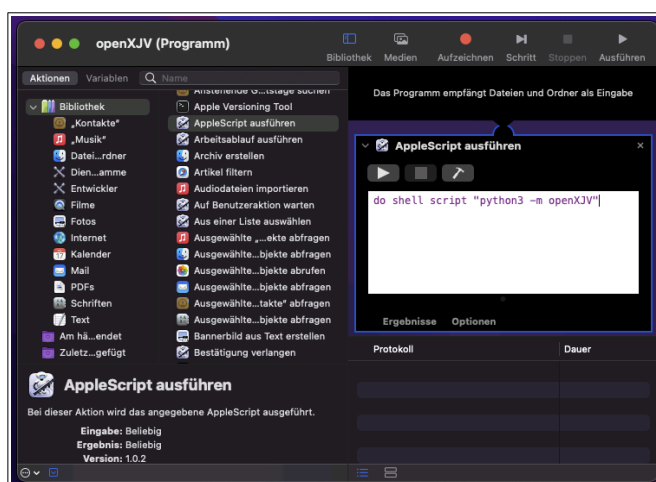 openXJV (Programm)
Bibliothek Medien Aufzeichnen Schritt Stoppen Ausführen
Aktionen Variablen Name
Bibliothek
„Kontakte“
„Musik“
Datei...rdner
Dien...amme
Entwickler
Filme
Fotos
Internet
Kalender
Mail
PDFs
Schriften
Text
Am hä...endet
Zuletz...gefügt
Anstehende G...tstage suchen
Apple Versioning Tool
AppleScript ausführen
Arbeitsablauf ausführen
Archiv erstellen
Artikel filtern
Audiodateien importieren
Auf Benutzeraktion warten
Aus einer Liste auswählen
Ausgewählte „...ekte abfragen
Ausgewählte...bjekte abfragen
Ausgewählte...bjekte abrufen
Ausgewählte...bjekte abfragen
Ausgewählte...takte“ abfragen
Ausgewählte...bjekte abfragen
Bannerbild aus Text erstellen
Bestätigung verlangen
AppleScript ausführen
Bei dieser Aktion wird das angegebene AppleScript ausgeführt.
Eingabe: Beliebig
Ergebnis: Beliebig
Version: 1.0.2
Das Programm empfängt Dateien und Ordner als Eingabe
AppleScript ausführen
do shell script "python3 -m openXJV"
Ergebnisse Optionen
Protokoll Dauer